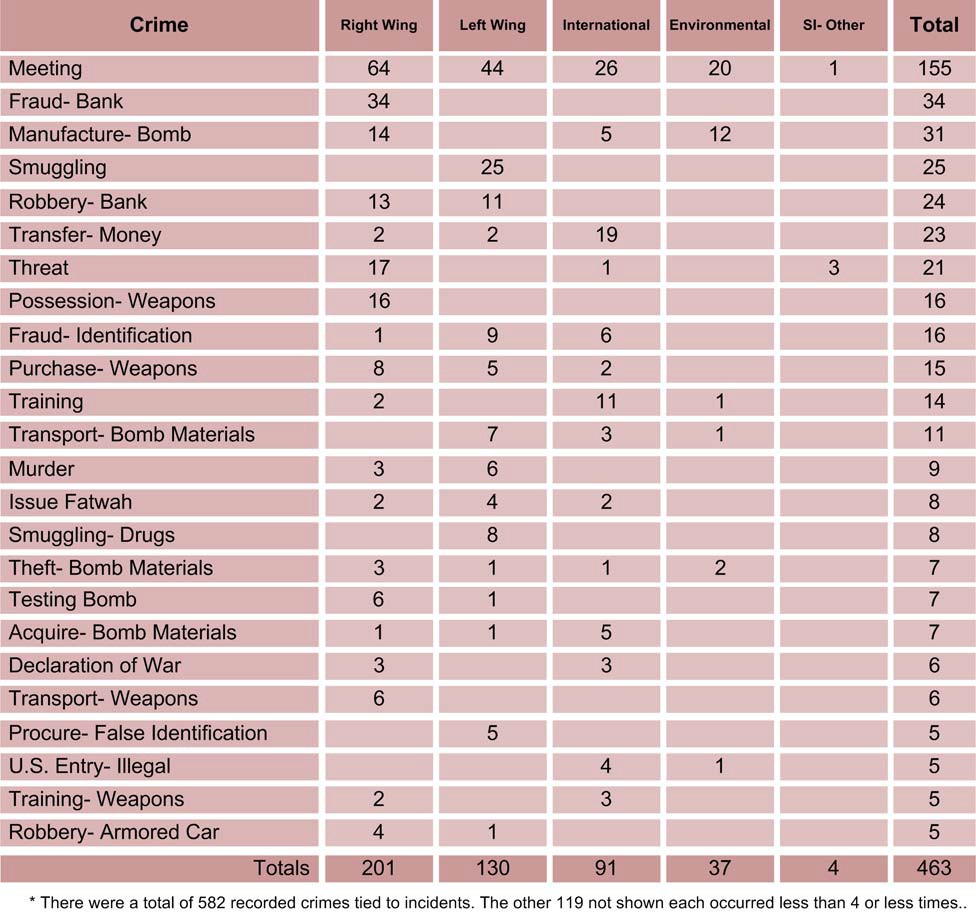 Crime Right Wing Left Wing International Environmental SI- Other Total
Meeting 64 44 26 20 1 155
Fraud- Bank 34 34
Manufacture- Bomb 14 5 12 31
Smuggling 25 25
Robbery- Bank 13 11 24
Transfer- Money 2 2 19 23
Threat 17 1 3 21
Possession- Weapons 16 16
Fraud- Identification 1 9 6 16
Purchase- Weapons 8 5 2 15
Training 2 11 1 14
Transport- Bomb Materials 7 3 1 11
Murder 3 6 9
Issue Fatwah 2 4 2 8
Smuggling- Drugs 8 8
Theft- Bomb Materials 3 1 1 2 7
Testing Bomb 6 1 7
Acquire- Bomb Materials 1 1 5 7
Declaration of War 3 3 6
Transport- Weapons 6 6
Procure- False Identification 5 5
U.S. Entry- Illegal 4 1 5
Training- Weapons 2 3 5
Robbery- Armored Car 4 1 5
Totals 201 130 91 37 4 463
* There were a total of 582 recorded crimes tied to incidents. The other 119 not shown each occurred less than 4 or less times..